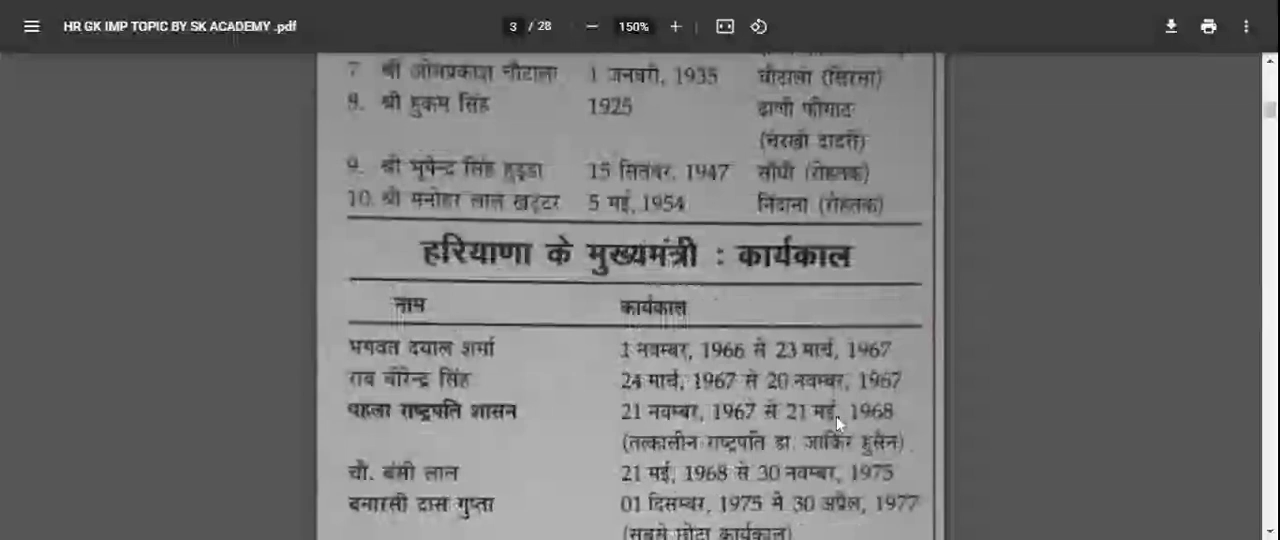 HR GK IMP TOPIC BY SK ACADEMY .pdf 3 / 28 150%
7 श्री ओमप्रकाश चौटाला 1 जनवरी, 1935 चौटाला (सिरसा)
8. श्री हुकम सिंह 1925 ढाणी फौगाट
(चरखी दादरी)
9. श्री भूपेन्द्र सिंह हुड्डा 15 सितंबर, 1947 सांघी (रोहतक)
10. श्री मनोहर लाल खट्टर 5 मई, 1954 निंदाना (रोहतक)
हरियाणा के मुख्यमंत्री : कार्यकाल
नाम कार्यकाल
भगवत दयाल शर्मा 1 नवम्बर, 1966 से 23 मार्च, 1967
राव बीरेन्द्र सिंह 24 मार्च, 1967 से 20 नवम्बर, 1967
पहला राष्ट्रपति शासन 21 नवम्बर, 1967 से 21 मई, 1968
(तत्कालीन राष्ट्रपति डा. जाकिर हुसैन)
चौ. बंसी लाल 21 मई, 1968 से 30 नवम्बर, 1975
बनारसी दास गुप्ता 01 दिसम्बर, 1975 से 30 अप्रैल, 1977
(सबसे छोटा कार्यकाल)